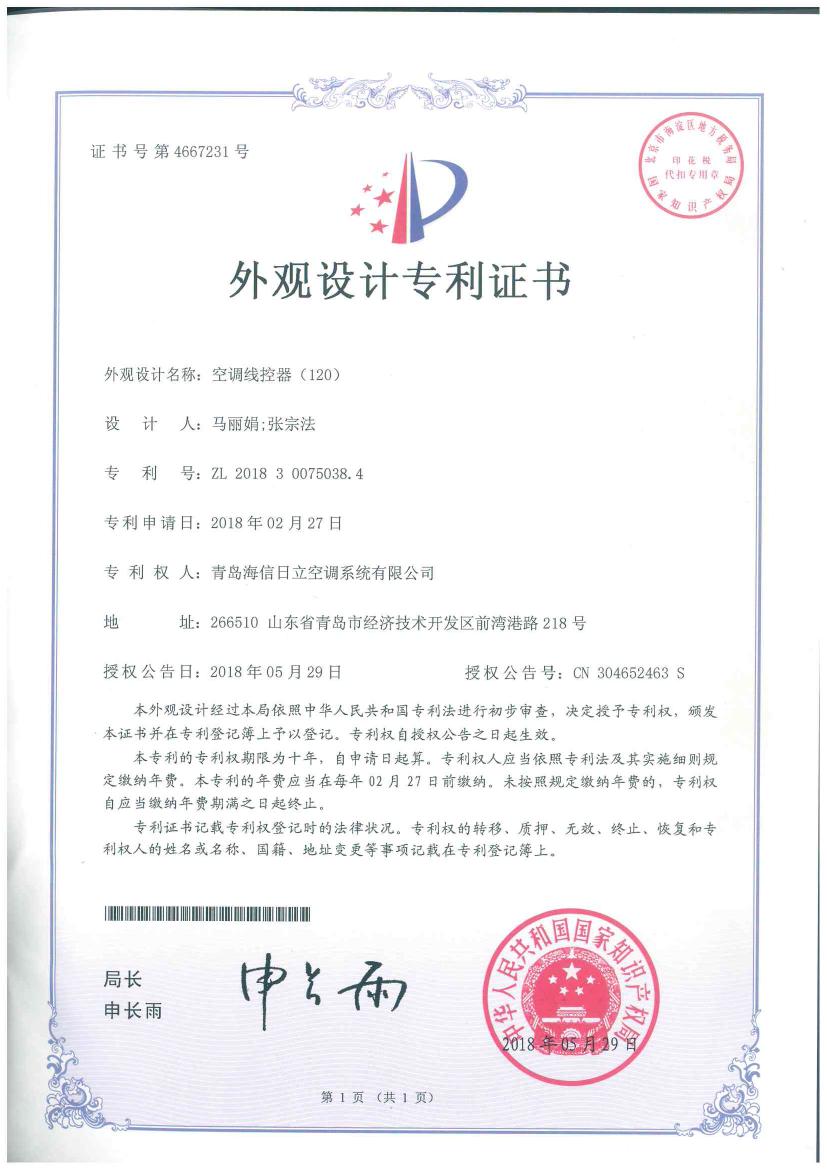 证书号第4667231号
北京市海淀区地方税务局
印花税
代扣专用章
国家知识产权局
外观设计专利证书
外观设计名称：空调线控器（120）
设计人：马丽娟;张宗法
专利号：ZL 2018 3 0075038.4
专利申请日：2018年02月27日
专利权人：青岛海信日立空调系统有限公司
地址：266510 山东省青岛市经济技术开发区前湾港路218号
授权公告日：2018年05月29日 授权公告号：CN 304652463 S
本外观设计经过本局依照中华人民共和国专利法进行初步审查，决定授予专利权，颁发
本证书并在专利登记簿上予以登记。专利权自授权公告之日起生效。
本专利的专利权期限为十年，自申请日起算。专利权人应当依照专利法及其实施细则规
定缴纳年费。本专利的年费应当在每年02月27日前缴纳。未按照规定缴纳年费的，专利权
自应当缴纳年费期满之日起终止。
专利证书记载专利权登记时的法律状况。专利权的转移、质押、无效、终止、恢复和专
利权人的姓名或名称、国籍、地址变更等事项记载在专利登记簿上。
局长
申长雨
申长雨
中华人民共和国国家知识产权局
2018年05月29日
第1页（共1页）